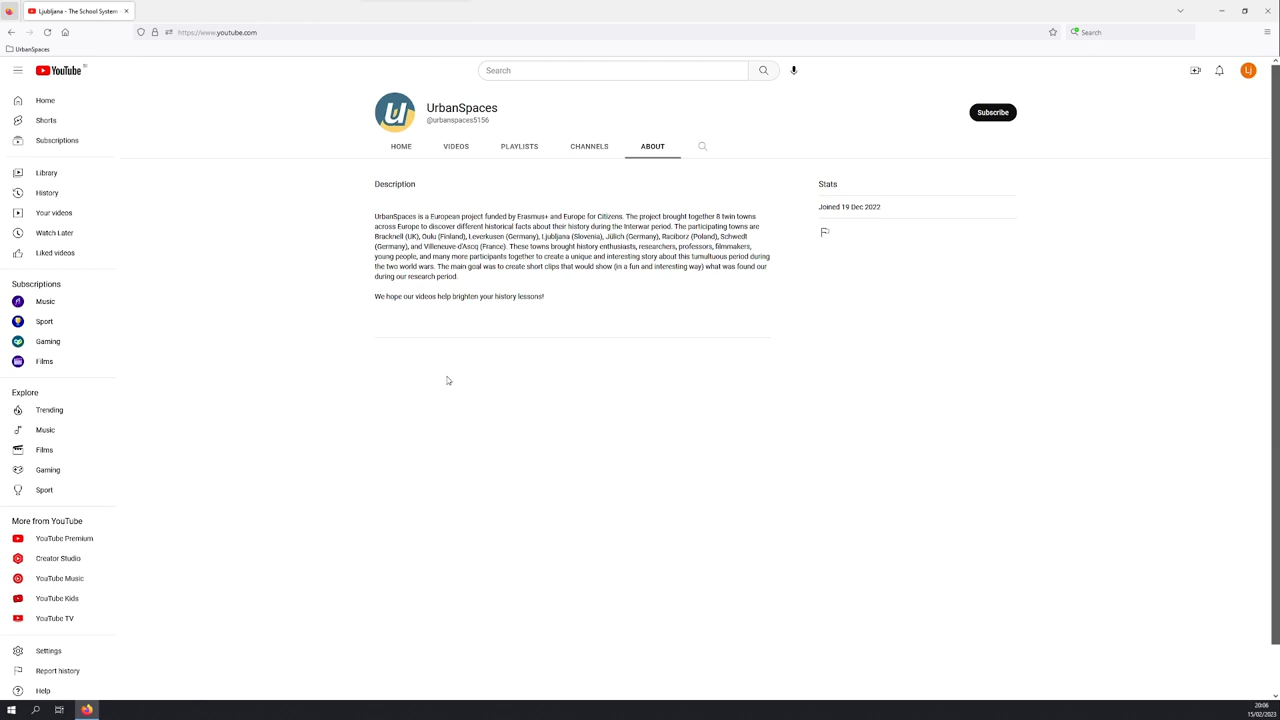 Ljubljana - The School System
https://www.youtube.com
Search
UrbanSpaces
YouTube
Search
Lj
Home
Shorts
Subscriptions
Library
History
Your videos
Watch Later
Liked videos
Subscriptions
Music
Sport
Gaming
Films
Explore
Trending
Music
Films
Gaming
Sport
More from YouTube
YouTube Premium
Creator Studio
YouTube Music
YouTube Kids
YouTube TV
Settings
Report history
Help
U
UrbanSpaces
@urbanspaces5156
Subscribe
HOME VIDEOS PLAYLISTS CHANNELS ABOUT
Description
UrbanSpaces is a European project funded by Erasmus+ and Europe for Citizens. The project brought together 8 twin towns
across Europe to discover different historical facts about their history during the Interwar period. The participating towns are
Bracknell (UK), Oulu (Finland), Leverkusen (Germany), Ljubljana (Slovenia), Jülich (Germany), Raciborz (Poland), Schwedt
(Germany), and Villeneuve d'Ascq (France). These towns brought history enthusiasts, researchers, professors, filmmakers,
young people, and many more participants together to create a unique and interesting story about this tumultuous period during
the two world wars. The main goal was to create short clips that would show (in a fun and interesting way) what was found our
during our research period.
We hope our videos help brighten your history lessons!
Stats
Joined 19 Dec 2022
20:06
15/02/2023